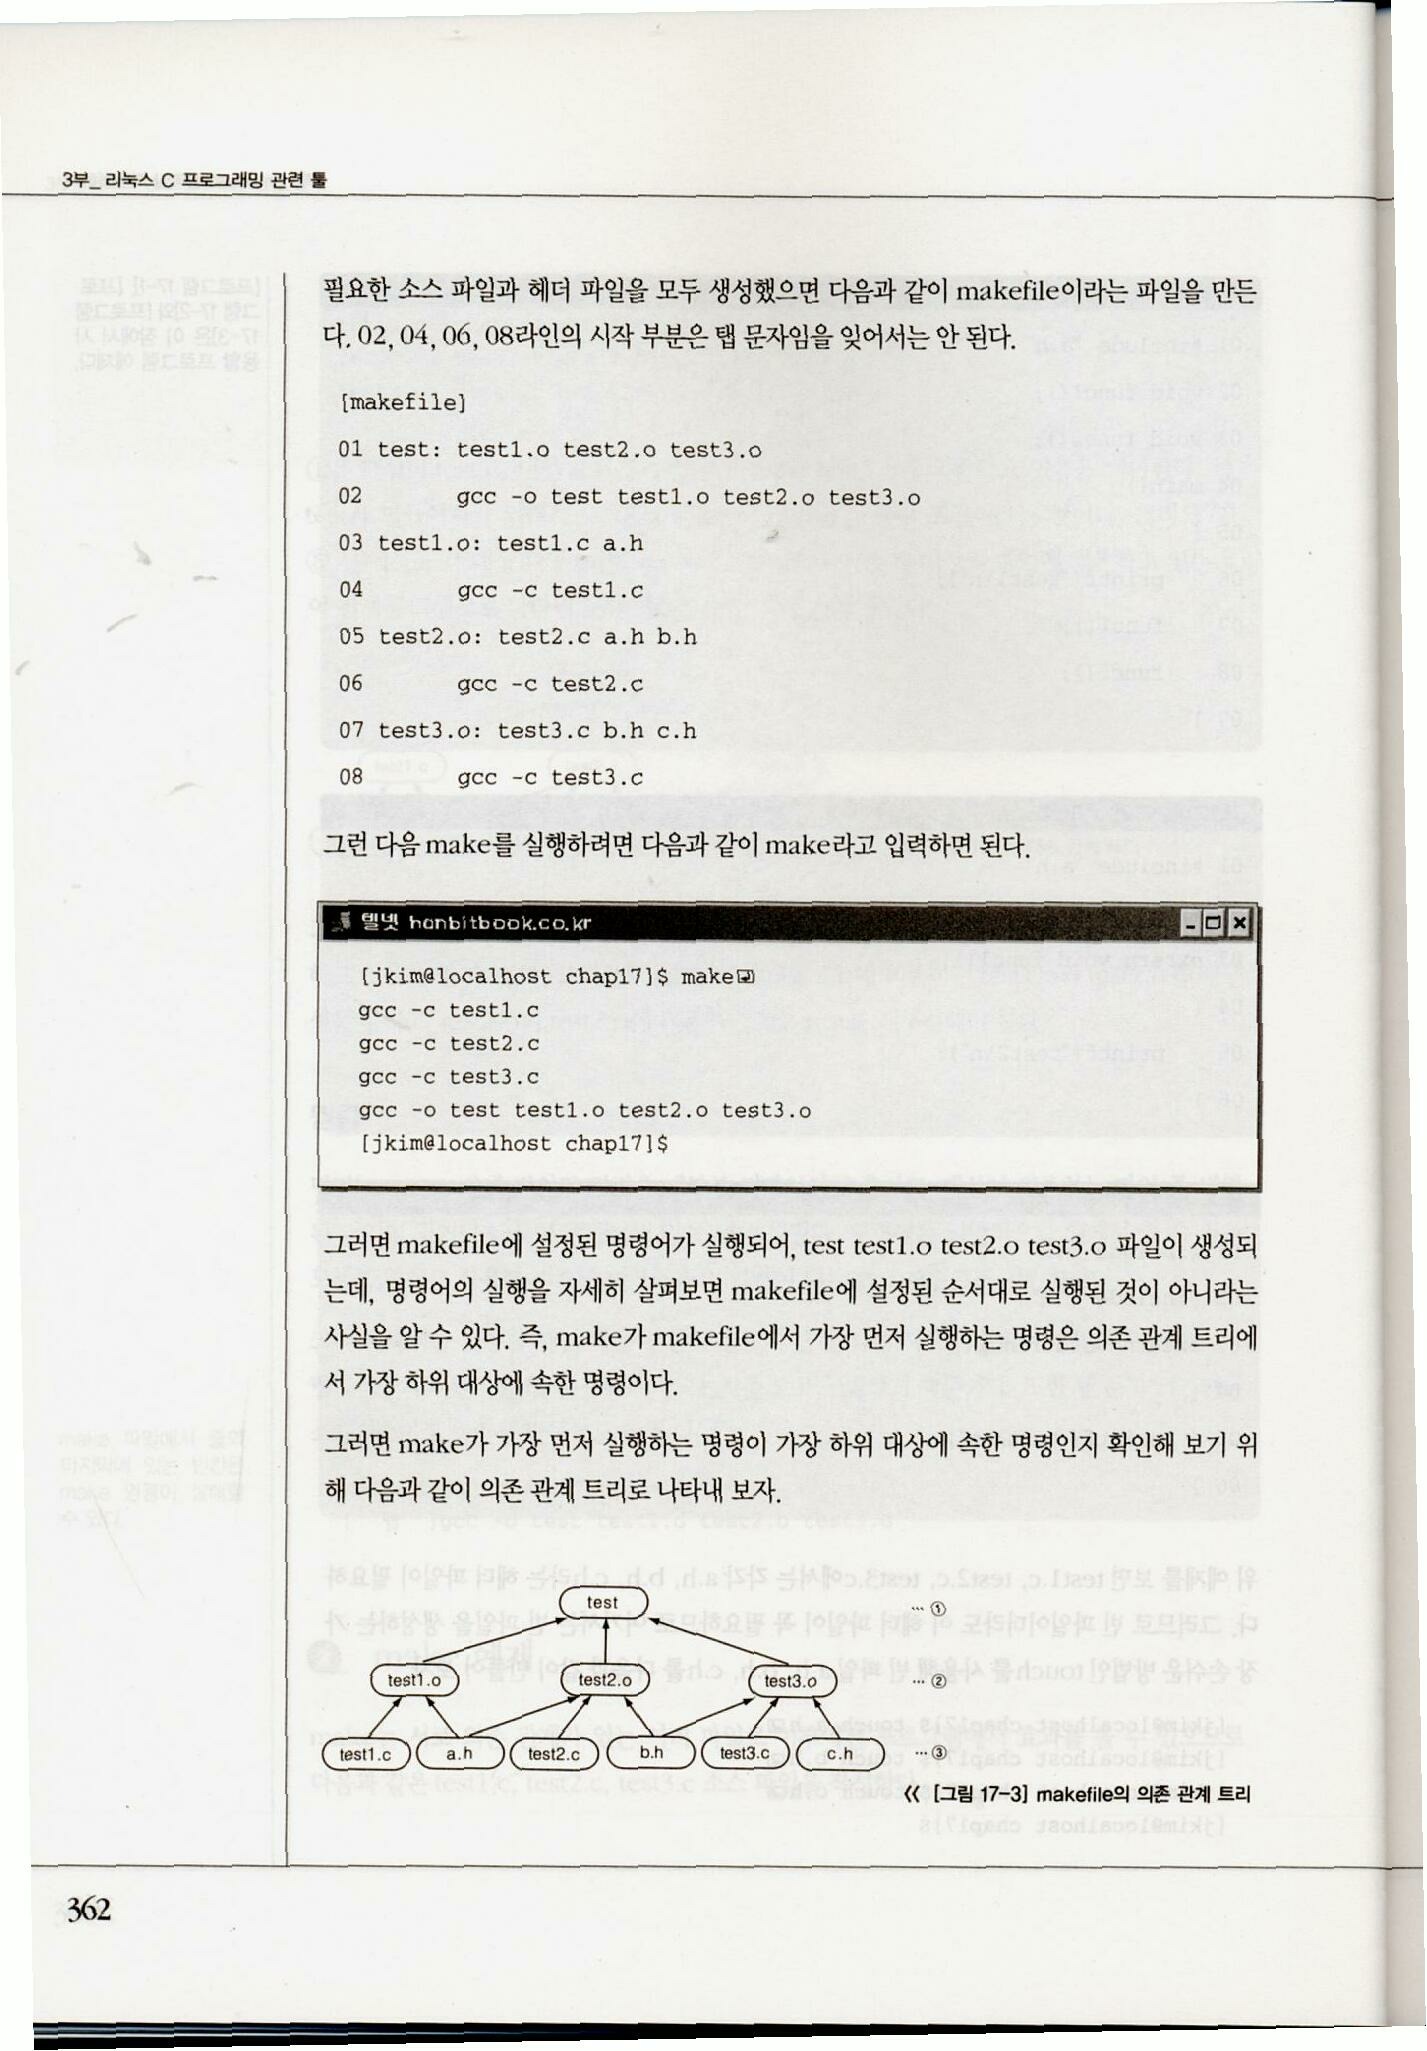 3부_ 리눅스 C 프로그래밍 관련 툴
필요한 소스 파일과 헤더 파일을 모두 생성했으면 다음과 같이 makefile이라는 파일을 만든
다. 02, 04, 06, 08라인의 시작 부분은 탭 문자임을 잊어서는 안 된다.
[makefile]
01 test: test1.o test2.o test3.o
02 gcc -o test test1.o test2.o test3.o
03 test1.o: test1.c a.h
04 gcc -c test1.c
05 test2.o: test2.c a.h b.h
06 gcc -c test2.c
07 test3.o: test3.c b.h c.h
08 gcc -c test3.c
그런 다음 make를 실행하려면 다음과 같이 make라고 입력하면 된다.
텔넷 hanbitbook.co.kr
[jkim@localhost chap17]$ make
gcc -c test1.c
gcc -c test2.c
gcc -c test3.c
gcc -o test test1.o test2.o test3.o
[jkim@localhost chap17]$
그러면 makefile에 설정된 명령어가 실행되어, test test1.o test2.o test3.o 파일이 생성되
는데, 명령어의 실행을 자세히 살펴보면 makefile에 설정된 순서대로 실행된 것이 아니라는
사실을 알 수 있다. 즉, make가 makefile에서 가장 먼저 실행하는 명령은 의존 관계 트리에
서 가장 하위 대상에 속한 명령이다.
그러면 make가 가장 먼저 실행하는 명령이 가장 하위 대상에 속한 명령인지 확인해 보기 위
해 다음과 같이 의존 관계 트리로 나타내 보자.
test … ①
test1.o test2.o test3.o … ②
test1.c a.h test2.c b.h test3.c c.h … ③
《 [그림 17-3] makefile의 의존 관계 트리
362